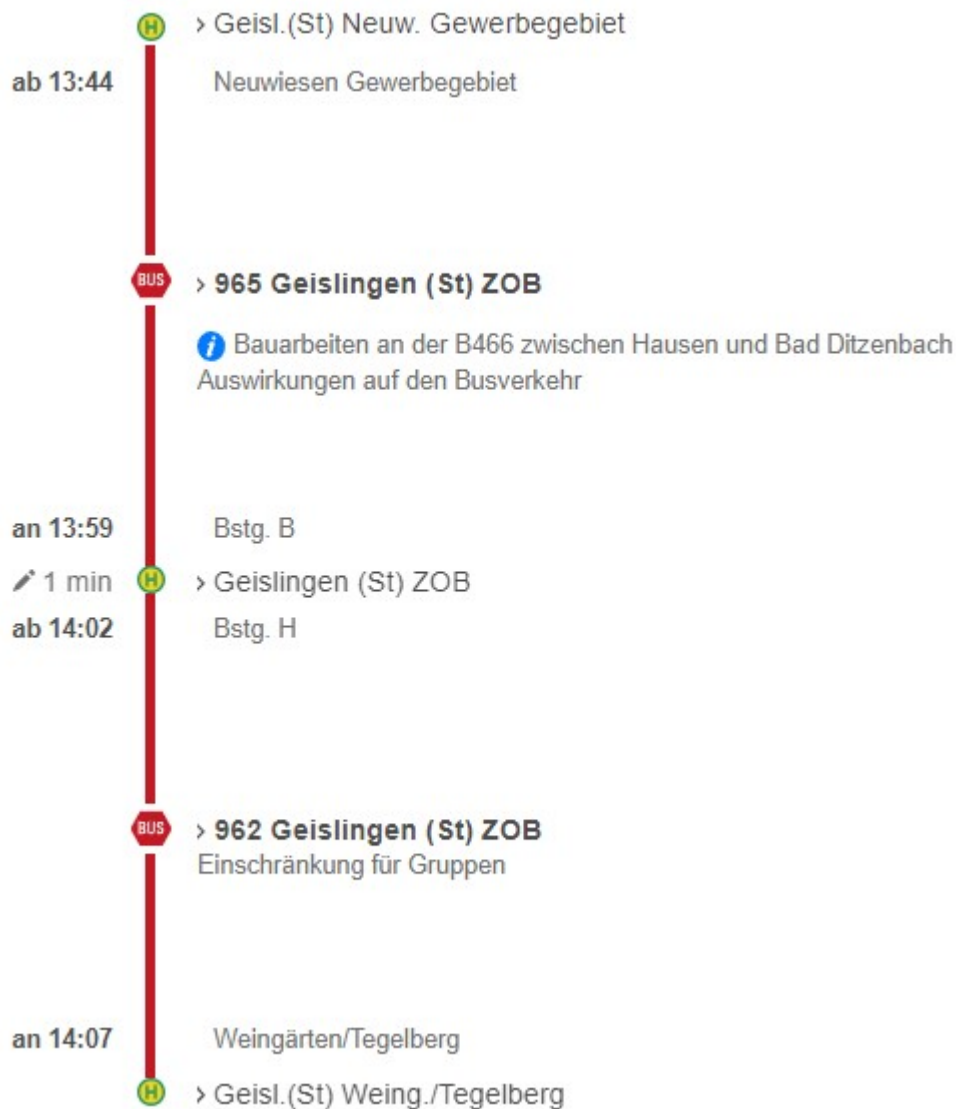 H
› Geisl.(St) Neuw. Gewerbegebiet
ab 13:44 Neuwiesen Gewerbegebiet
BUS
› 965 Geislingen (St) ZOB
i Bauarbeiten an der B466 zwischen Hausen und Bad Ditzenbach
Auswirkungen auf den Busverkehr
an 13:59 Bstg. B
1 min H › Geislingen (St) ZOB
ab 14:02 Bstg. H
BUS
› 962 Geislingen (St) ZOB
Einschränkung für Gruppen
an 14:07 Weingärten/Tegelberg
H › Geisl.(St) Weing./Tegelberg